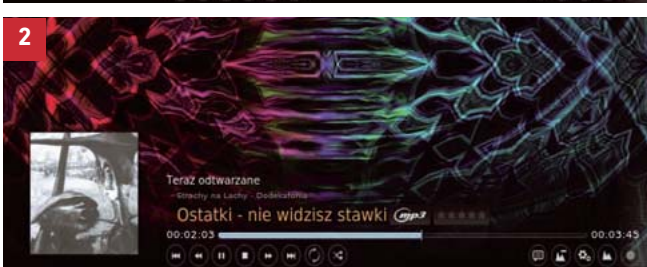 2
Teraz odtwarzane
Strachy na Lachy - Dodekafonia
Ostatki - nie widzisz stawki mp3
00:02:03 00:03:45